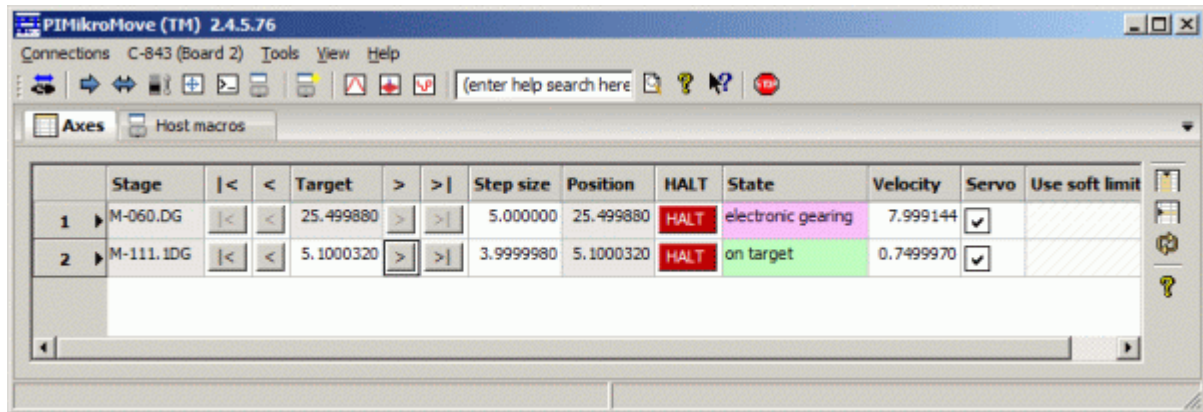 PIMikroMove (TM) 2.4.5.76
Connections C-843 (Board 2) Tools View Help
(enter help search here
Axes Host macros
Stage |< < Target > >| Step size Position HALT State Velocity Servo Use soft limit
1 M-060.DG |< < 25.499880 > >| 5.000000 25.499880 HALT electronic gearing 7.999144
2 M-111.1DG |< < 5.1000320 > >| 3.9999980 5.1000320 HALT on target 0.7499970